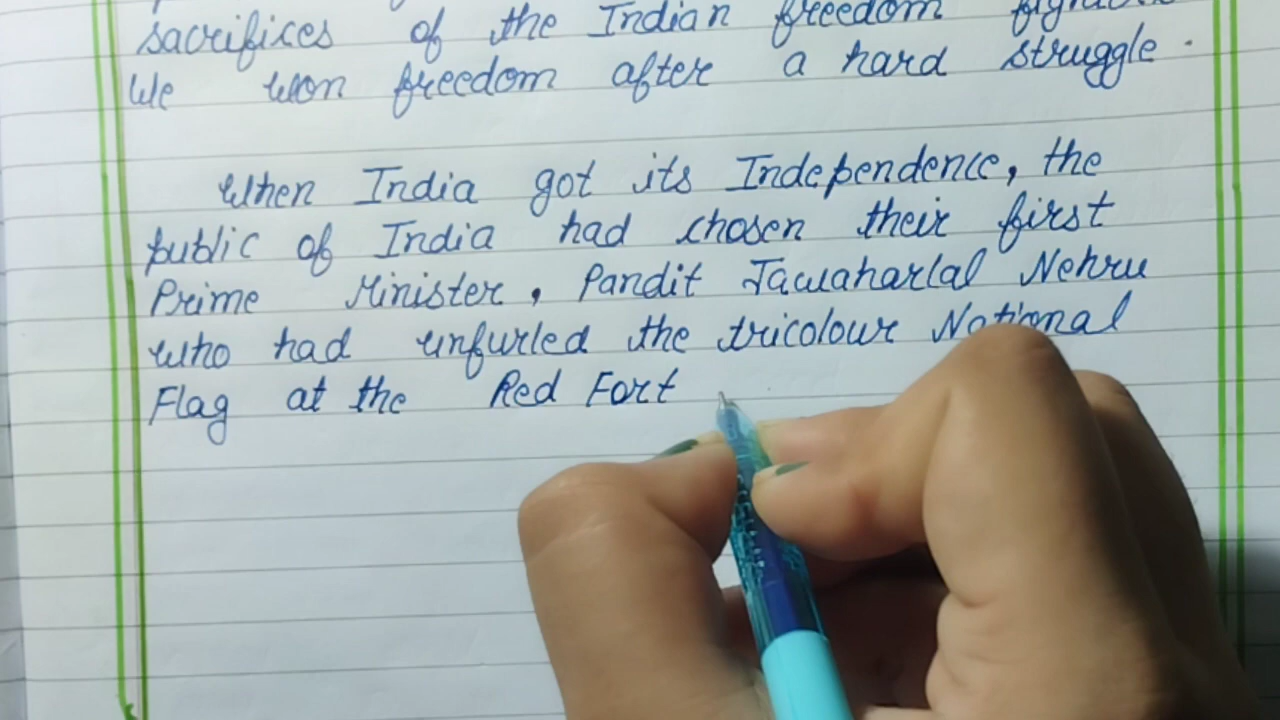 sacrifices of the Indian freedom
We won freedom after a hard struggle.
When India got its Independence, the
public of India had chosen their first
Prime Minister, Pandit Jawaharlal Nehru
who had unfurled the tricolour National
Flag at the Red Fort